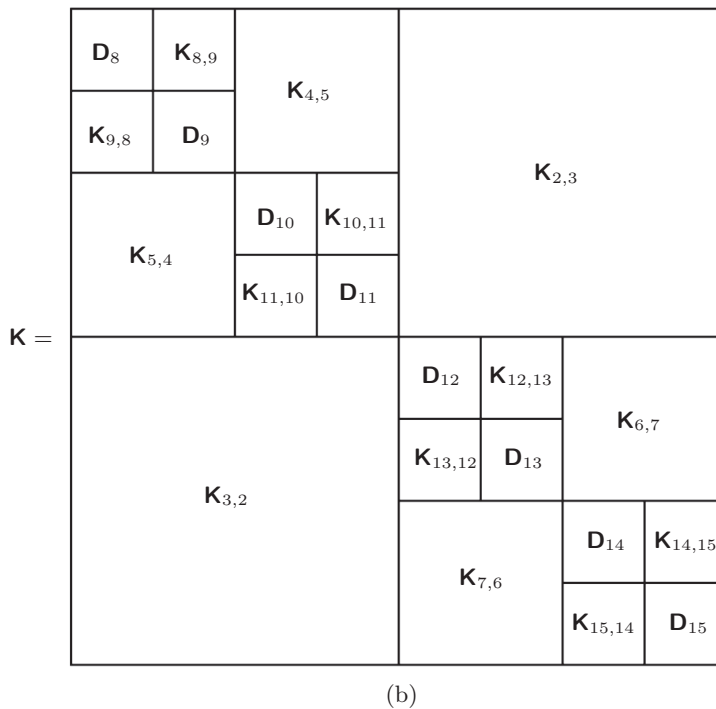 D₈ K₈,₉
K₄,₅
K₉,₈ D₉
K₂,₃
D₁₀ K₁₀,₁₁
K₅,₄
K₁₁,₁₀ D₁₁
K =
D₁₂ K₁₂,₁₃
K₆,₇
K₁₃,₁₂ D₁₃
K₃,₂
D₁₄ K₁₄,₁₅
K₇,₆
K₁₅,₁₄ D₁₅
(b)